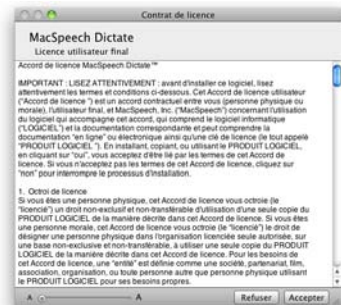 Contrat de licence
MacSpeech Dictate
Licence utilisateur final
Accord de licence MacSpeech Dictate™
IMPORTANT : LISEZ ATTENTIVEMENT : avant d'installer ce logiciel, lisez
attentivement les termes et conditions ci-dessous. Cet Accord de licence utilisateur
("Accord de licence ") est un accord contractuel entre vous (personne physique ou
morale), l'utilisateur final, et MacSpeech, Inc. ("MacSpeech") concernant l'utilisation
du logiciel qui accompagne cet accord, qui comprend le logiciel informatique
("LOGICIEL") et la documentation correspondante et peut comprendre la
documentation "en ligne" ou électronique ainsi qu'une clé de licence (le tout appelé
"PRODUIT LOGICIEL "). En installant, copiant, ou utilisant le PRODUIT LOGICIEL,
en cliquant sur "oui", vous acceptez d'être lié par les termes de cet Accord de
licence. Si vous n'acceptez pas les termes de cet Accord de licence, cliquez sur
"non" pour interrompre le processus d'installation.
1. Octroi de licence
Si vous êtes une personne physique, cet Accord de licence vous octroie (le
"licencié") un droit non-exclusif et non-transférable d'utilisation d'une seule copie du
PRODUIT LOGICIEL de la manière décrite dans cet Accord de licence. Si vous êtes
une personne morale, cet Accord de licence vous octroie (le "licencié") le droit de
désigner une personne physique dans l'organisation licenciée seule autorisée, sur
une base non-exclusive et non-transférable, à utiliser une seule copie du PRODUIT
LOGICIEL de la manière décrite dans cet Accord de licence. Pour les besoins de
cet Accord de licence, une "entité" est définie comme une société, partenariat, film,
association, organisation, ou toute personne autre que personne physique utilisant
le PRODUIT LOGICIEL pour ses besoins propres.
A A Refuser Accepter